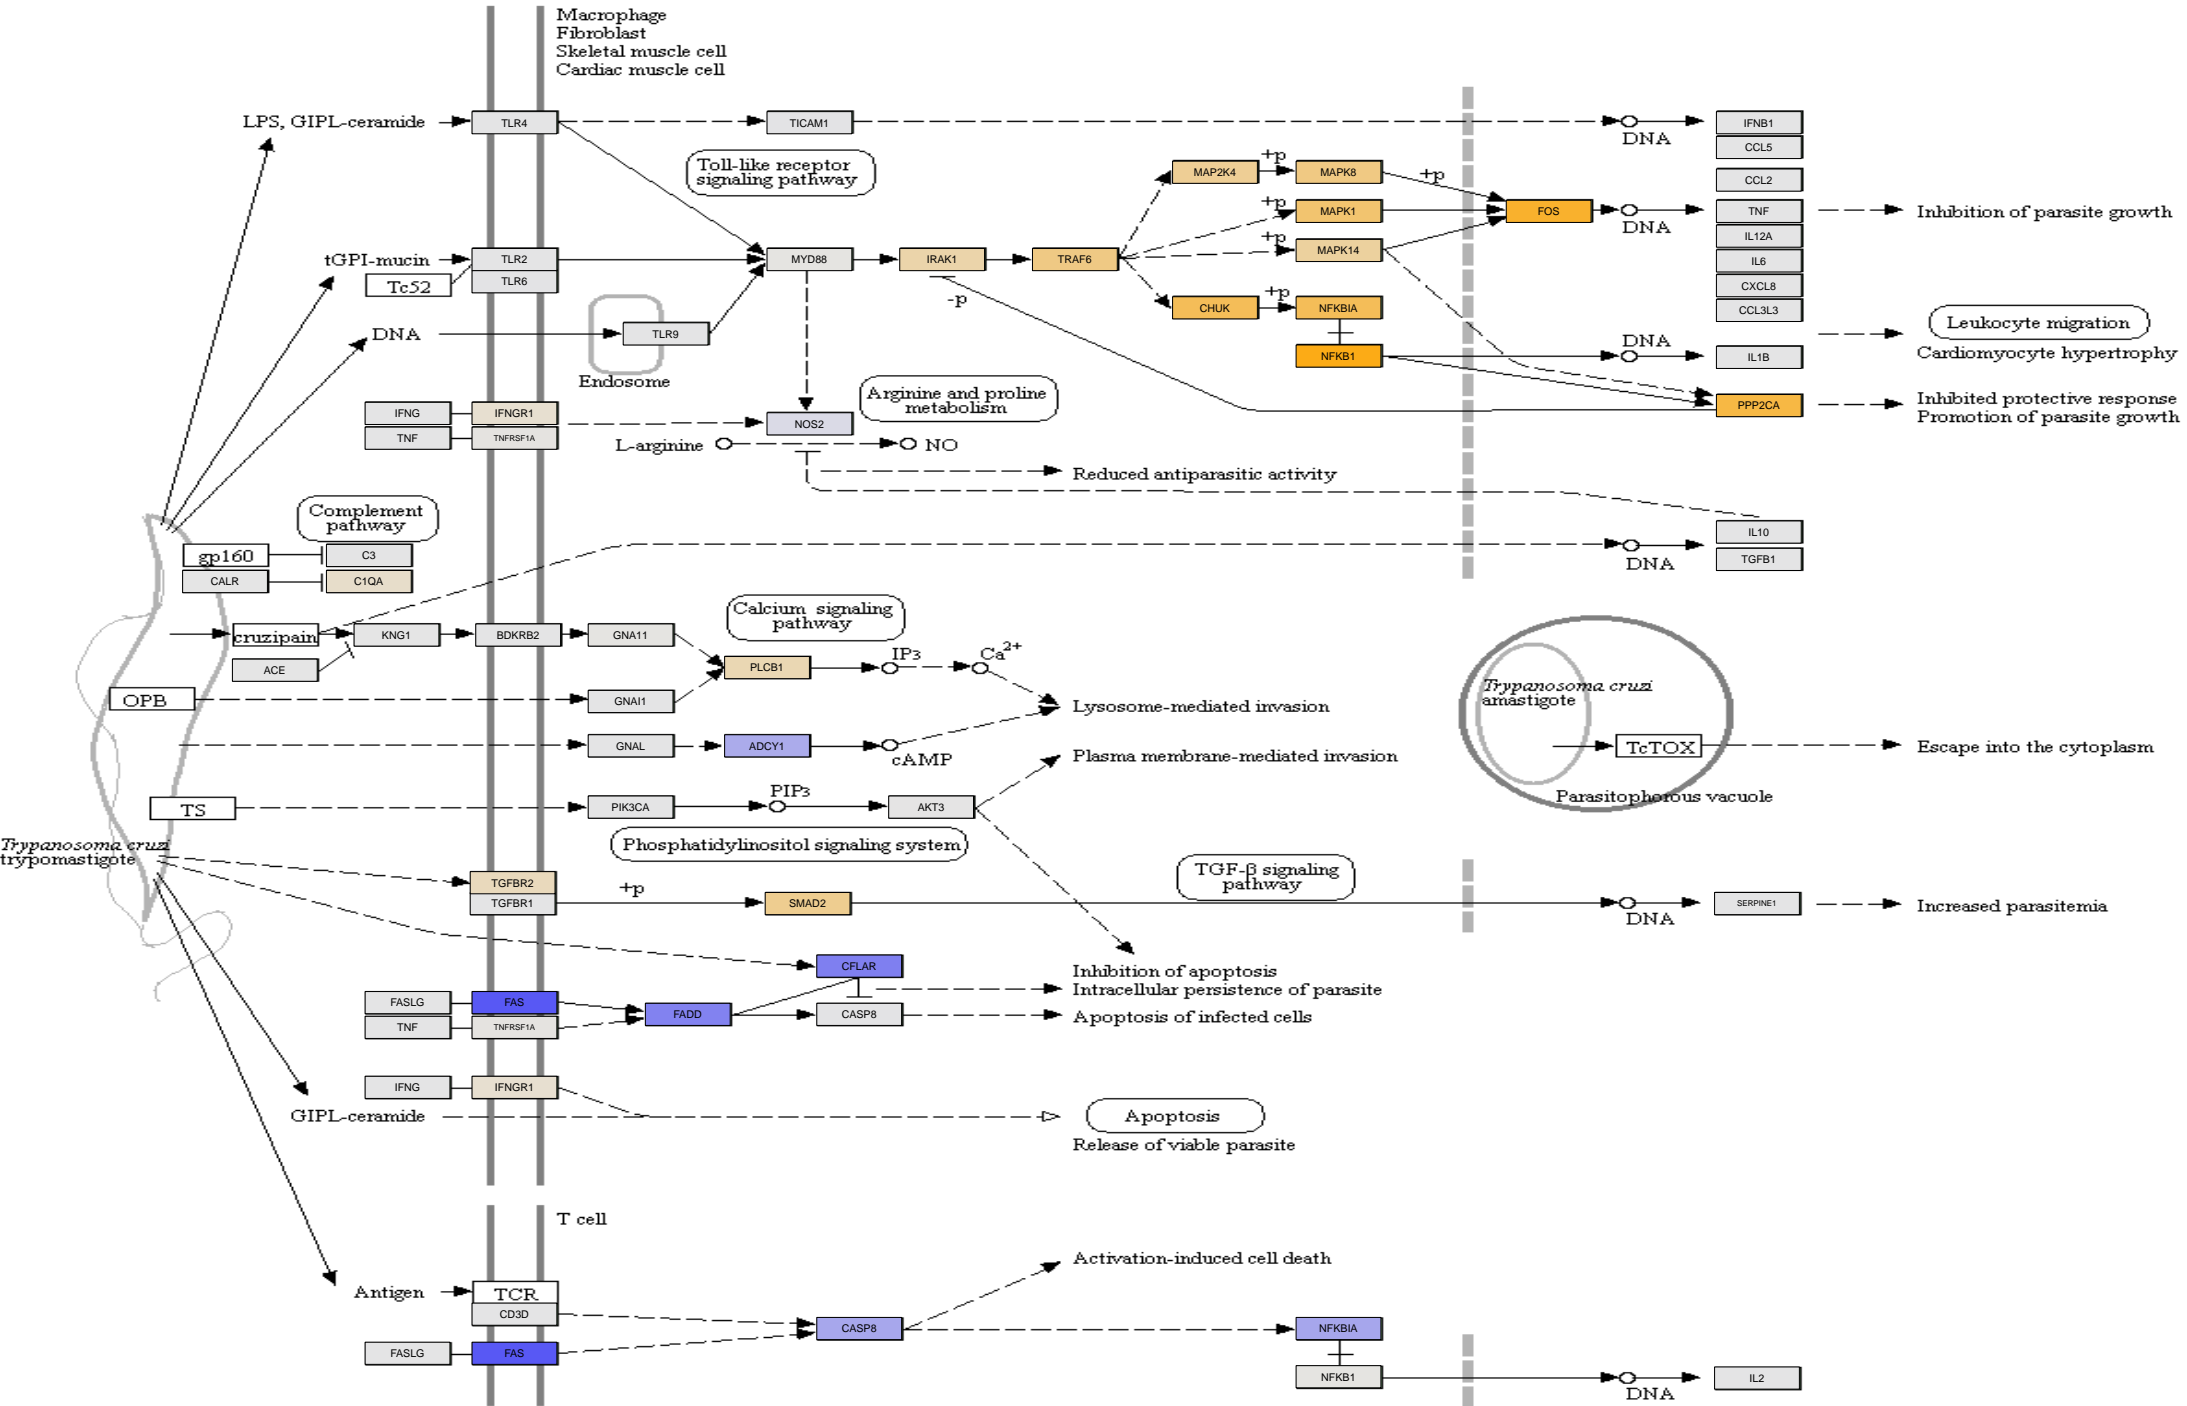 Macrophage
Fibroblast
Skeletal muscle cell
Cardiac muscle cell
LPS, GIPL-ceramide
TLR4
TICAM1
DNA
IFNB1
CCL5
Toll-like receptor
signaling pathway
MAP2K4
+p
MAPK8
+p
CCL2
+p
MAPK1
FOS
DNA
TNF
Inhibition of parasite growth
+p
MAPK14
IL12A
tGPI-mucin
TLR2
MYD88
IRAK1
TRAF6
IL6
Tc52
TLR6
CXCL8
-p
CHUK
+p
NFKBIA
CCL3L3
DNA
TLR9
Endosome
Leukocyte migration
Cardiomyocyte hypertrophy
NFKB1
DNA
IL1B
Arginine and proline
metabolism
PPP2CA
Inhibited protective response
Promotion of parasite growth
IFNG
IFNGR1
TNF
TNFRSF1A
NOS2
L-arginine
NO
Reduced antiparasitic activity
Complement
pathway
gp160
C3
CALR
C1QA
DNA
IL10
TGFB1
Calcium signaling
pathway
cruzipain
KNG1
BDKRB2
GNA11
ACE
PLCB1
IP3
Ca2+
OPB
GNAI1
Lysosome-mediated invasion
Trypanosoma cruzi
amastigote
GNAL
ADCY1
cAMP
Plasma membrane-mediated invasion
TcTOX
Escape into the cytoplasm
Parasitophorous vacuole
TS
PIK3CA
PIP3
AKT3
Phosphatidylinositol signaling system
Trypanosoma cruzi
trypomastigote
TGF-β signaling
pathway
TGFBR2
TGFBR1
+p
SMAD2
DNA
SERPINE1
Increased parasitemia
CFLAR
Inhibition of apoptosis
Intracellular persistence of parasite
FASLG
FAS
FADD
CASP8
Apoptosis of infected cells
TNF
TNFRSF1A
IFNG
IFNGR1
GIPL-ceramide
Apoptosis
Release of viable parasite
T cell
Activation-induced cell death
Antigen
TCR
CD3D
CASP8
NFKBIA
FASLG
FAS
NFKB1
DNA
IL2